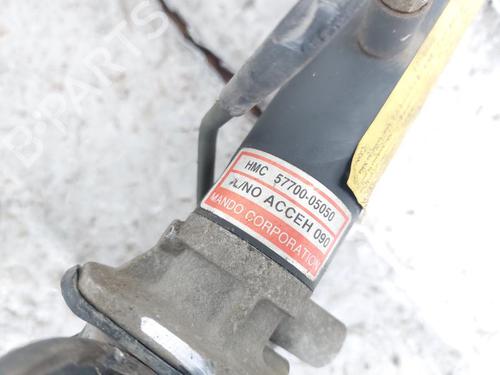 HMC 57700-05050
L/NO ACCEH 090
MANDO CORPORATION
B-Parts